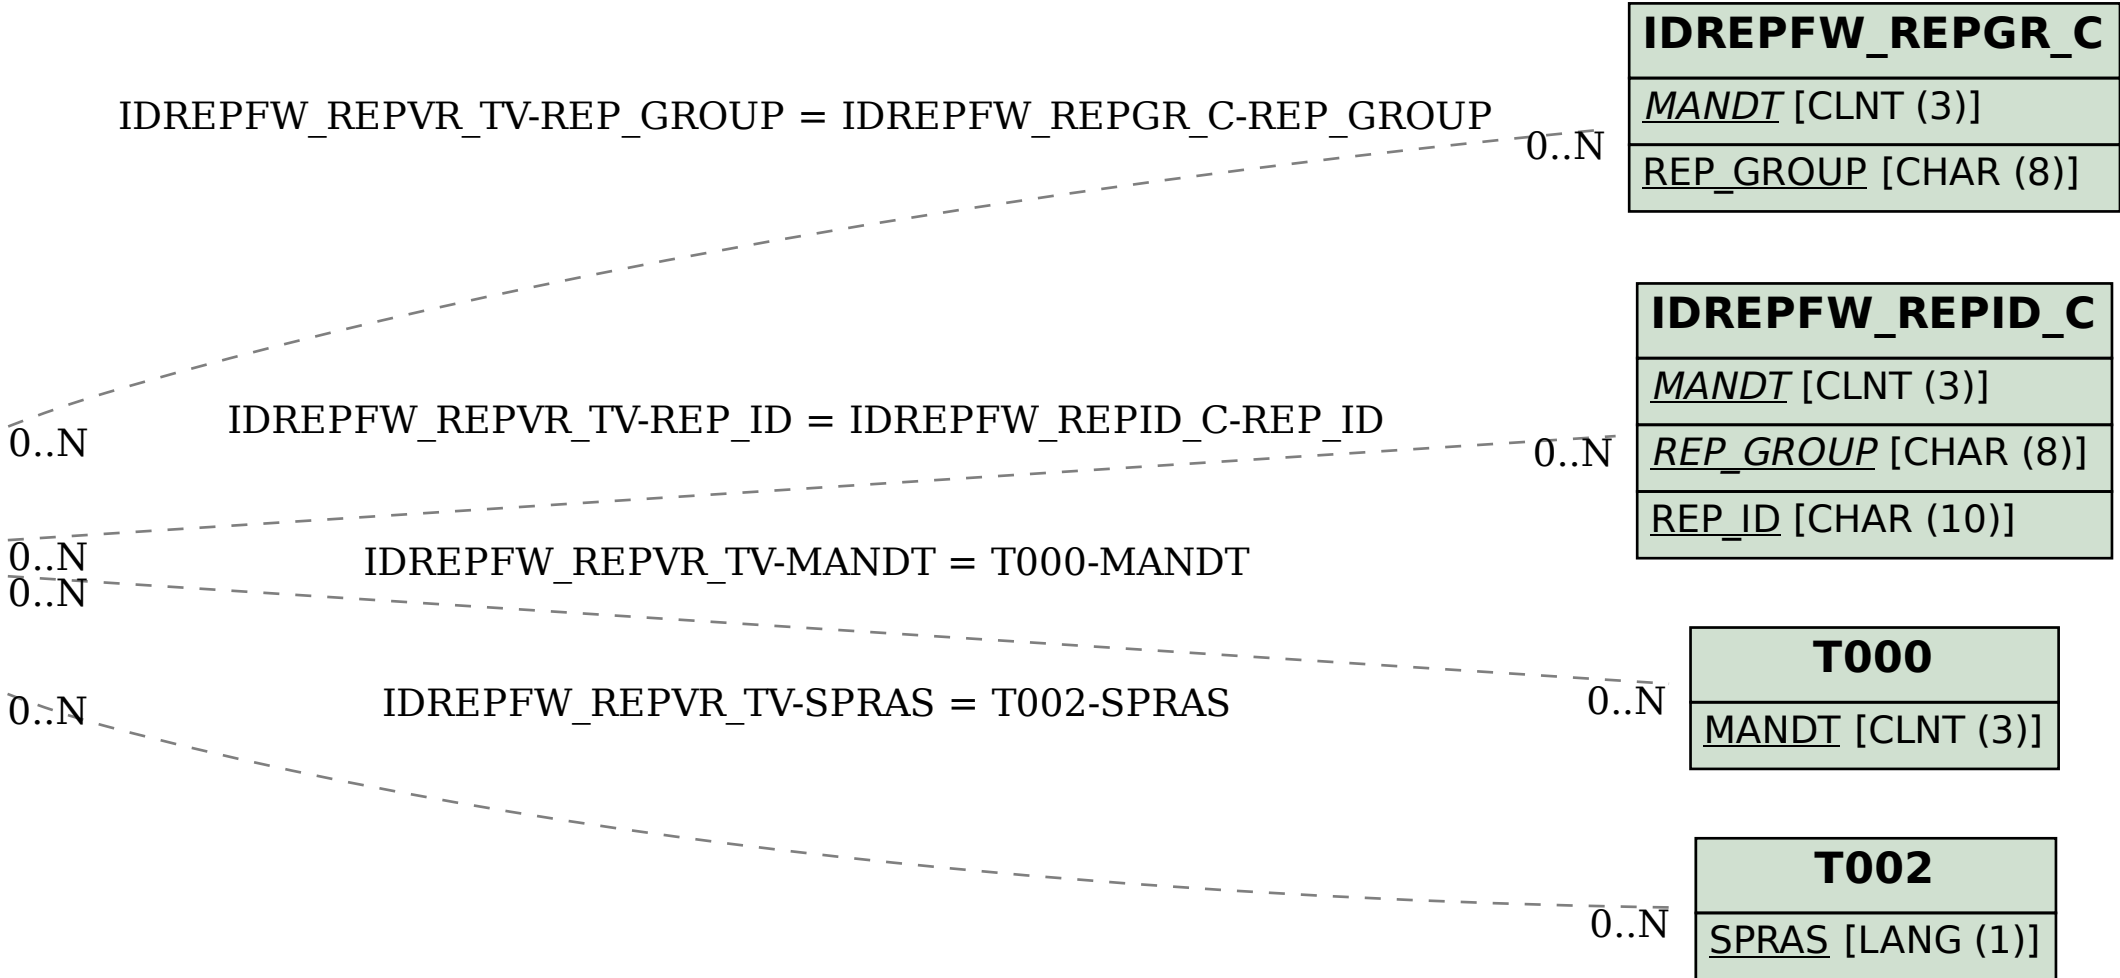 IDREPFW_REPGR_C
MANDT [CLNT (3)]
REP_GROUP [CHAR (8)]
IDREPFW_REPVR_TV-REP_GROUP = IDREPFW_REPGR_C-REP_GROUP
0..N
0..N
IDREPFW_REPID_C
MANDT [CLNT (3)]
REP_GROUP [CHAR (8)]
REP_ID [CHAR (10)]
IDREPFW_REPVR_TV-REP_ID = IDREPFW_REPID_C-REP_ID
0..N
0..N
IDREPFW_REPVR_TV-MANDT = T000-MANDT
0..N
0..N
T000
MANDT [CLNT (3)]
IDREPFW_REPVR_TV-SPRAS = T002-SPRAS
0..N
0..N
T002
SPRAS [LANG (1)]